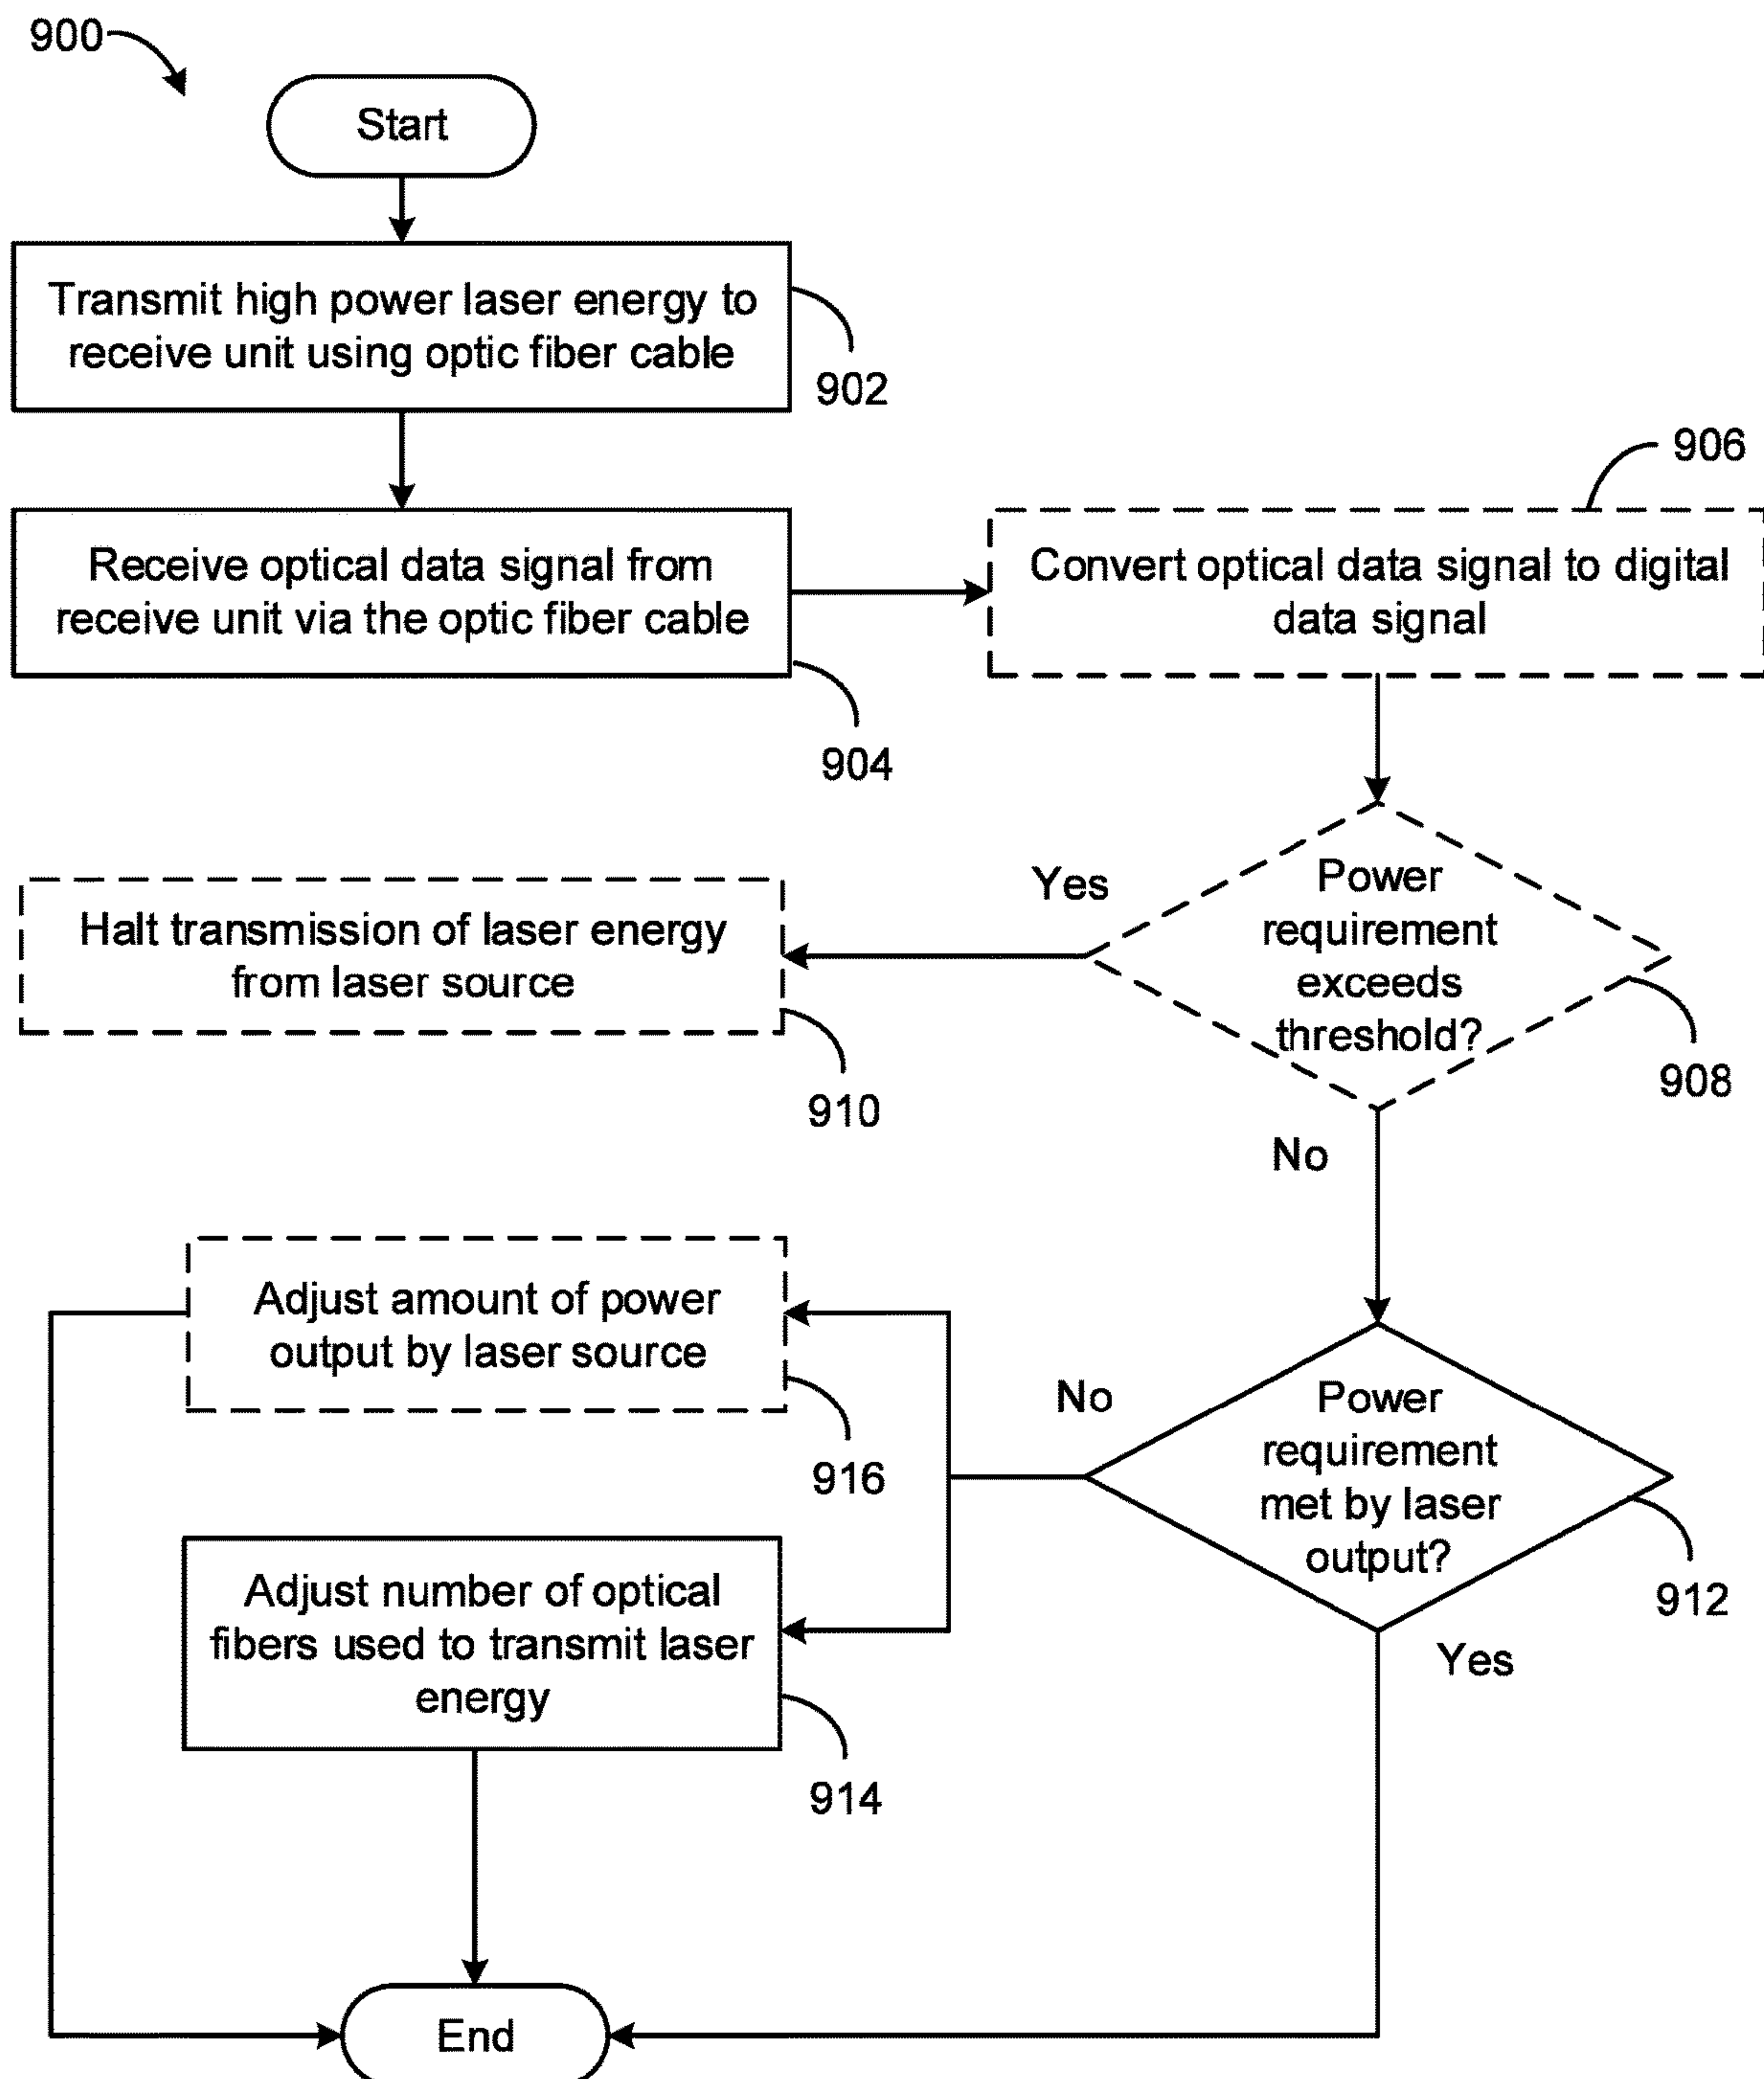 900
Start
Transmit high power laser energy to
receive unit using optic fiber cable
902
Receive optical data signal from
receive unit via the optic fiber cable
904
906
Convert optical data signal to digital
data signal
Power
requirement
exceeds
threshold?
908
Yes
Halt transmission of laser energy
from laser source
910
No
Power
requirement
met by laser
output?
912
No
Adjust amount of power
output by laser source
916
Adjust number of optical
fibers used to transmit laser
energy
914
Yes
End